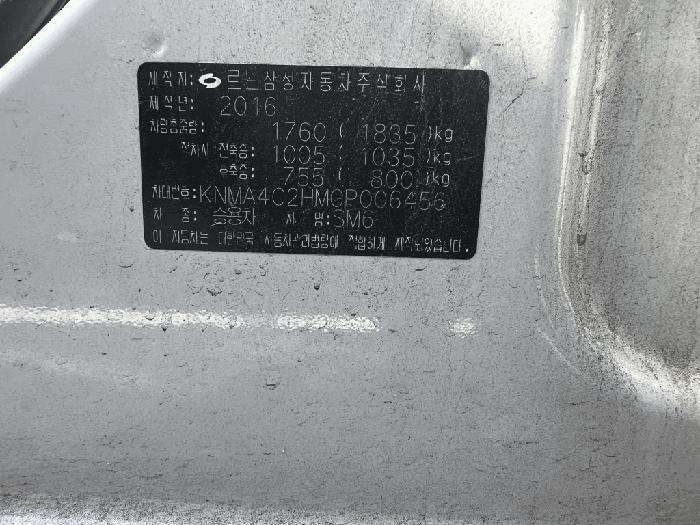 제작자: 르노삼성자동차주식회사
제작년: 2016
차량총중량: 1760 ( 1835)kg
적차시 전축중: 1005 ( 1035)kg
후축중: 755 ( 800)kg
차대번호: KNMA4C2HMGP006456
차 종: 승용차 차 명: SM6
이 자동차는 대한민국 자동차관리법령에 적합하게 제작되었습니다.